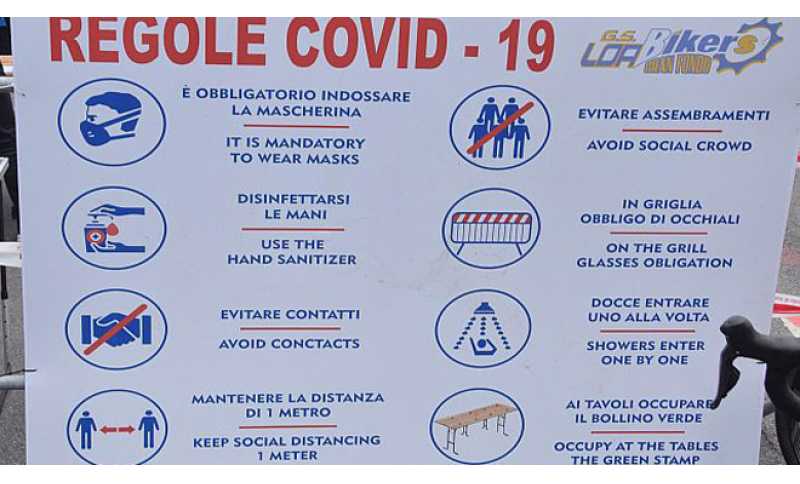 REGOLE COVID - 19
G.S.
LOABikers
GRAN FONDO
È OBBLIGATORIO INDOSSARE
LA MASCHERINA
IT IS MANDATORY
TO WEAR MASKS
DISINFETTARSI
LE MANI
USE THE
HAND SANITIZER
EVITARE CONTATTI
AVOID CONCTACTS
MANTENERE LA DISTANZA
DI 1 METRO
KEEP SOCIAL DISTANCING
1 METER
EVITARE ASSEMBRAMENTI
AVOID SOCIAL CROWD
IN GRIGLIA
OBBLIGO DI OCCHIALI
ON THE GRILL
GLASSES OBLIGATION
DOCCE ENTRARE
UNO ALLA VOLTA
SHOWERS ENTER
ONE BY ONE
AI TAVOLI OCCUPARE
IL BOLLINO VERDE
OCCUPY AT THE TABLES
THE GREEN STAMP